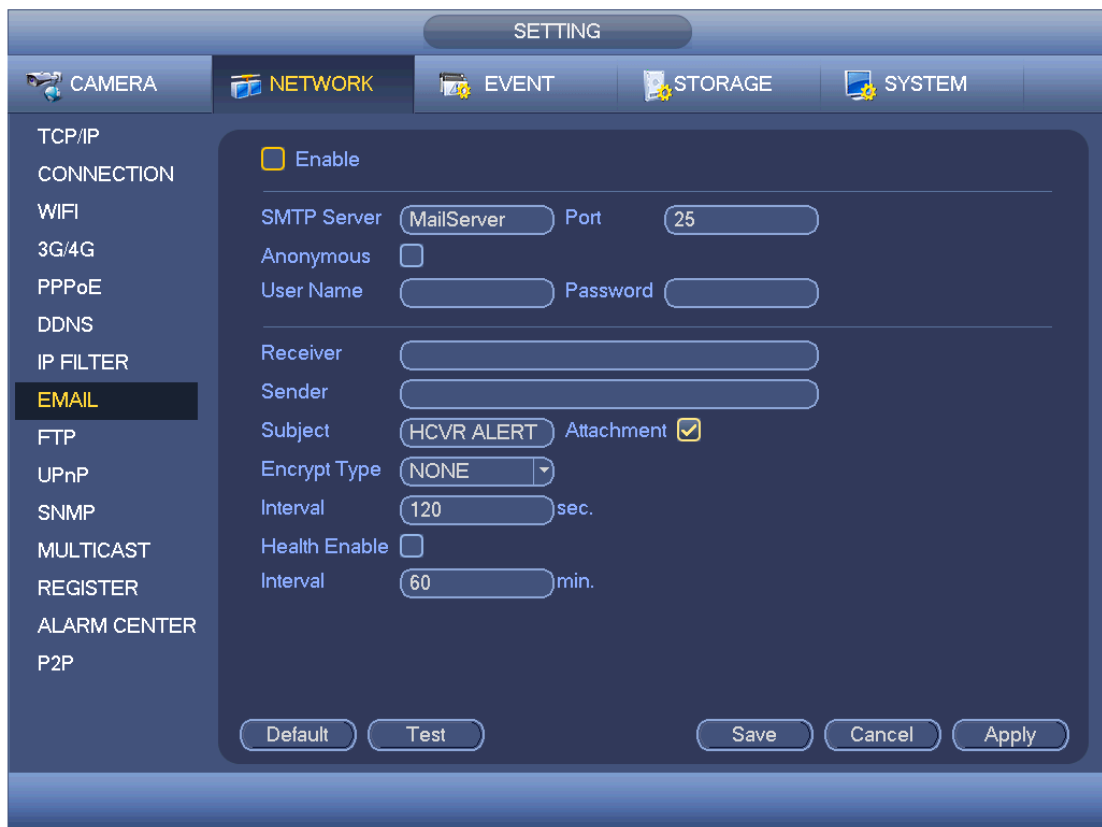 SETTING
CAMERA NETWORK EVENT STORAGE SYSTEM
TCP/IP
CONNECTION
WIFI
3G/4G
PPPoE
DDNS
IP FILTER
EMAIL
FTP
UPnP
SNMP
MULTICAST
REGISTER
ALARM CENTER
P2P
Enable
SMTP Server MailServer Port 25
Anonymous
User Name Password
Receiver
Sender
Subject HCVR ALERT Attachment
Encrypt Type NONE
Interval 120 sec.
Health Enable
Interval 60 min.
Default Test Save Cancel Apply